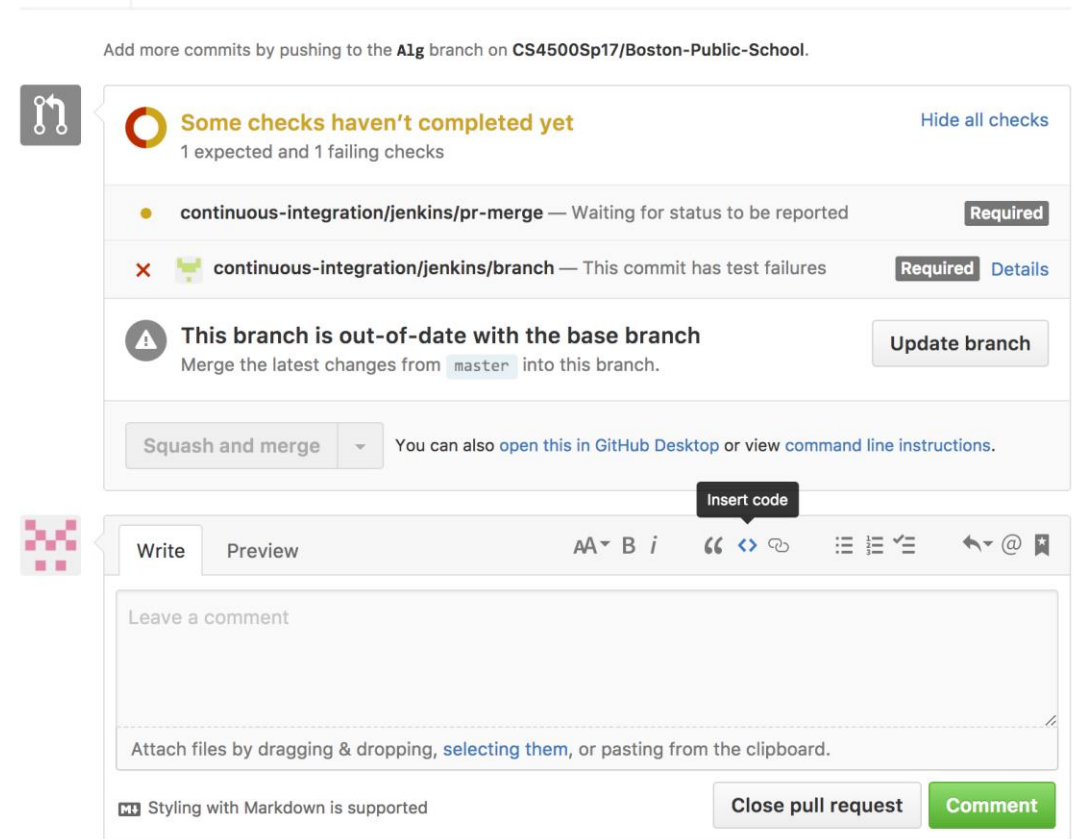 Add more commits by pushing to the Alg branch on CS4500Sp17/Boston-Public-School.
Some checks haven’t completed yet
Hide all checks
1 expected and 1 failing checks
continuous-integration/jenkins/pr-merge — Waiting for status to be reported
Required
continuous-integration/jenkins/branch — This commit has test failures
Required Details
This branch is out-of-date with the base branch
Update branch
Merge the latest changes from master into this branch.
Squash and merge
You can also open this in GitHub Desktop or view command line instructions.
Insert code
Write
Preview
AA B i
Leave a comment
Attach files by dragging & dropping, selecting them, or pasting from the clipboard.
Styling with Markdown is supported
Close pull request
Comment